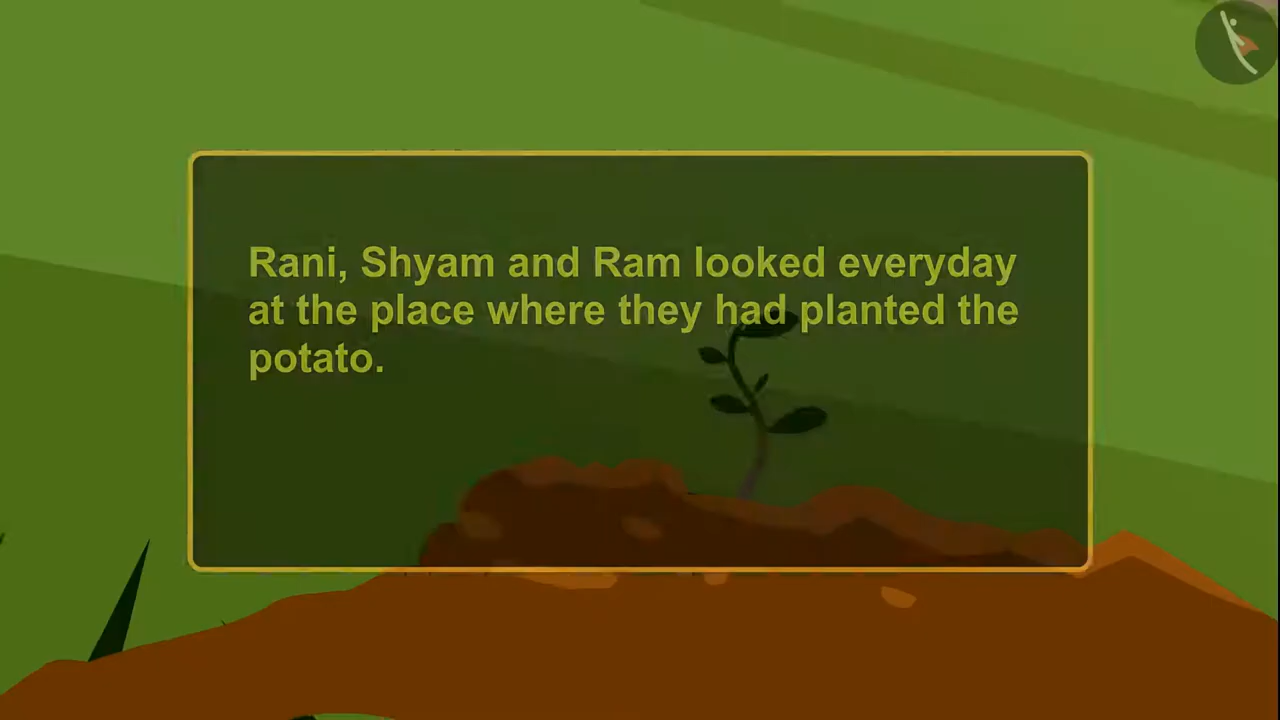 Rani, Shyam and Ram looked everyday
at the place where they had planted the
potato.